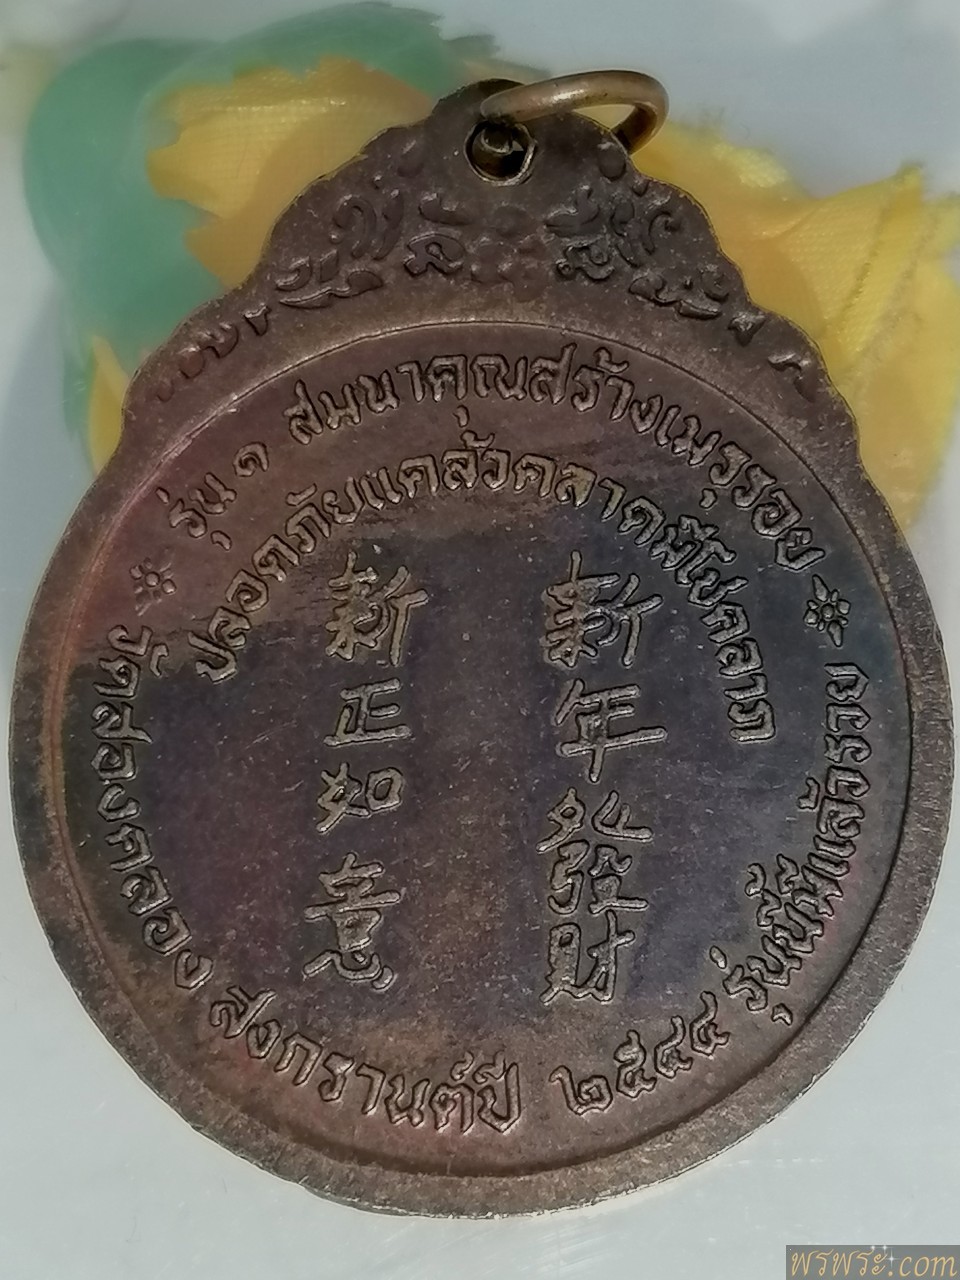 รุ่น ๑ สมนาคุณสร้างเมรุรอย
ปลอดภัยแคล้วคลาดมีโชคลาภ
新年發財
新正如意
วัดสองคลอง สงกรานต์ปี ๒๕๔๔ รุ่นนี้มีแล้วรวย
พรพระ.com